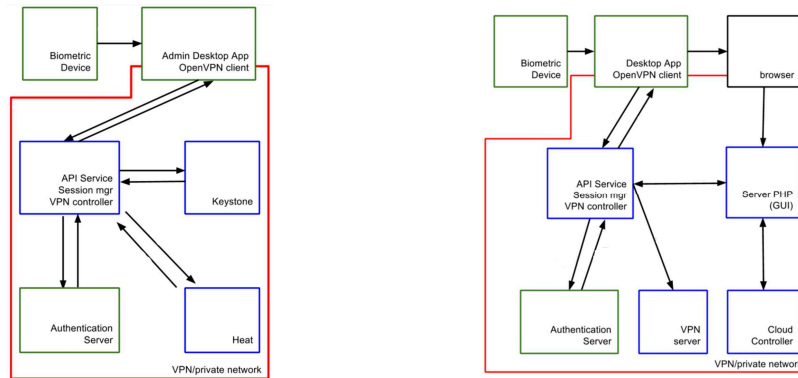 Biometric
Device
Admin Desktop App
OpenVPN client
API Service
Session mgr
VPN controller
Keystone
Authentication
Server
Heat
VPN/private network
Biometric
Device
Desktop App
OpenVPN client
browser
API Service
Session mgr
VPN controller
Server PHP
(GUI)
Authentication
Server
VPN
server
Cloud
Controller
VPN/private network